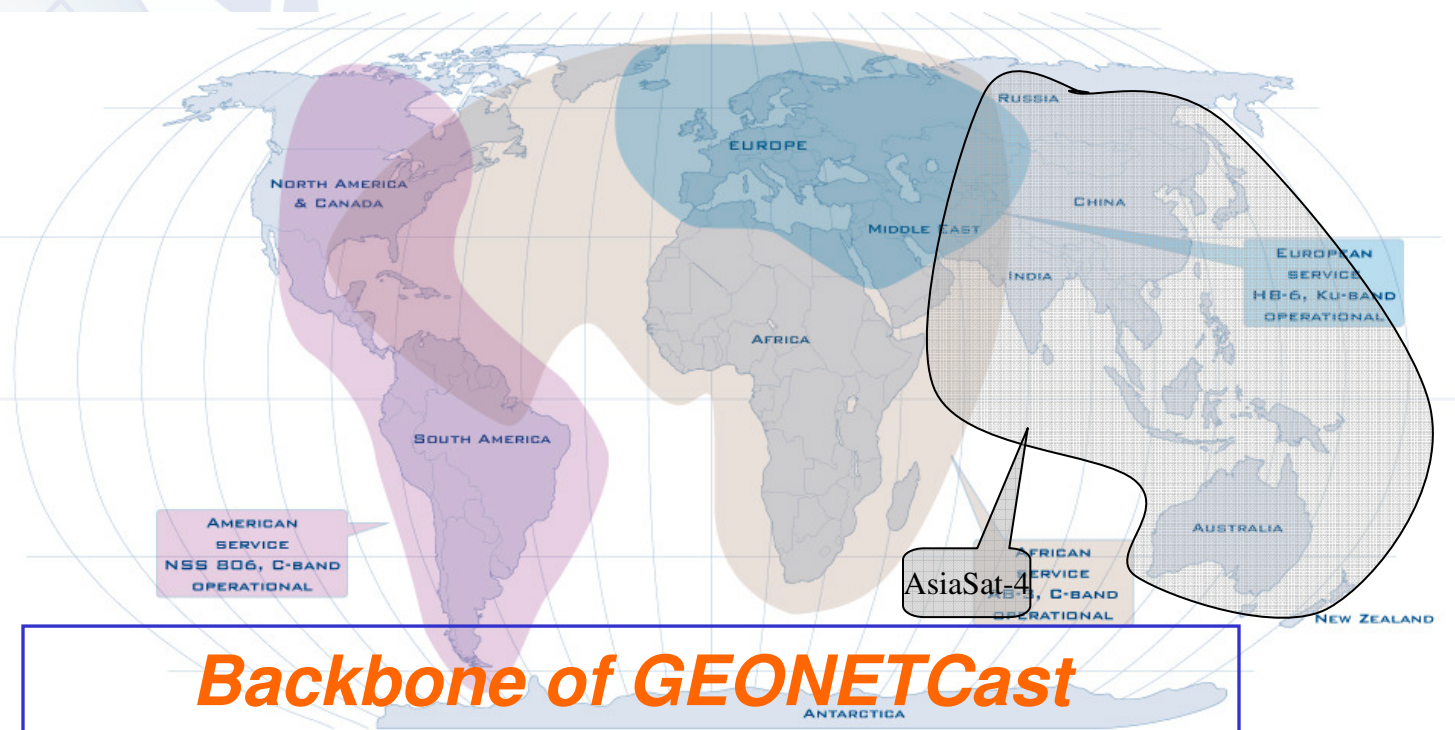 RUSSIA
EUROPE
NORTH AMERICA
& CANADA
CHINA
MIDDLE EAST
EUROPEAN
SERVICE
HB-6, KU-BAND
OPERATIONAL
INDIA
AFRICA
SOUTH AMERICA
AMERICAN
SERVICE
NSS 806, C-BAND
OPERATIONAL
AUSTRALIA
AFRICAN
SERVICE
AsiaSat-4
C-BAND
OPERATIONAL
NEW ZEALAND
Backbone of GEONETCast
ANTARCTICA